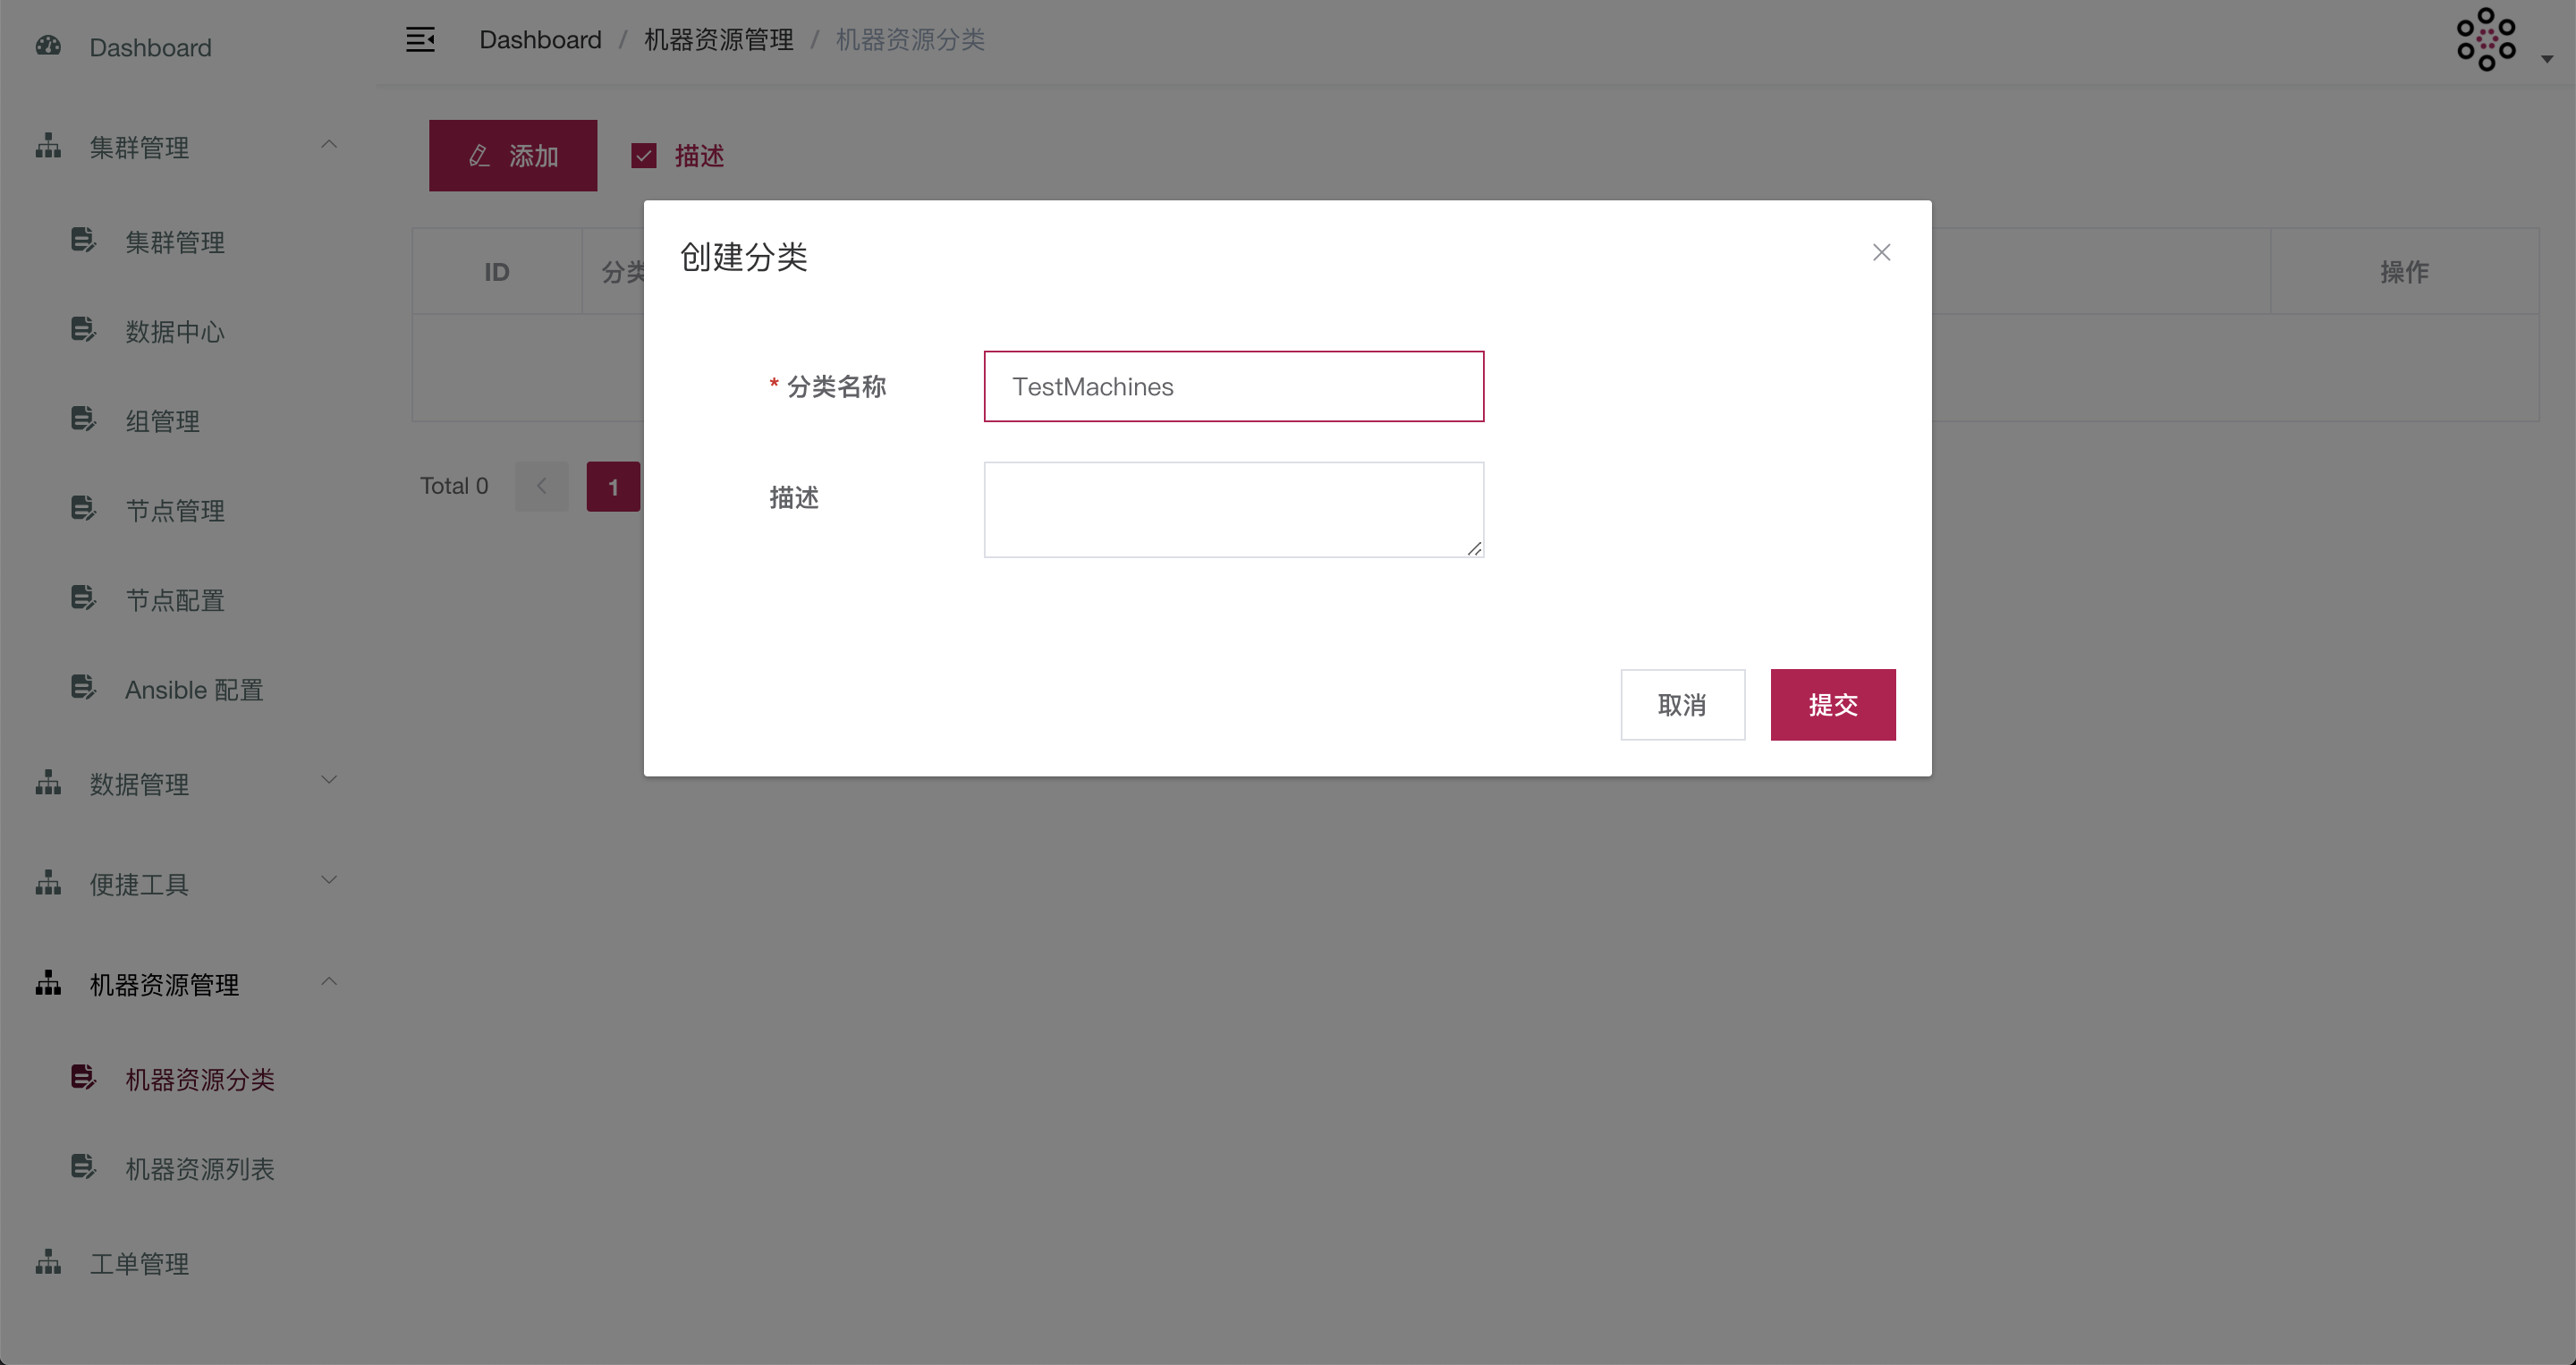 Dashboard
集群管理
集群管理
数据中心
组管理
节点管理
节点配置
Ansible 配置
数据管理
便捷工具
机器资源管理
机器资源分类
机器资源列表
工单管理
Dashboard / 机器资源管理 / 机器资源分类
添加 描述
ID 分类 操作
Total 0 1
创建分类
* 分类名称 TestMachines
描述
取消 提交